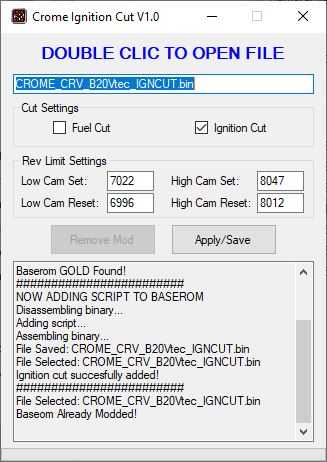 Crome Ignition Cut V1.0
DOUBLE CLIC TO OPEN FILE
CROME_CRV_B20Vtec_IGNCUT.bin
Cut Settings
Fuel Cut
Ignition Cut
Rev Limit Settings
Low Cam Set: 7022 High Cam Set: 8047
Low Cam Reset: 6996 High Cam Reset: 8012
Remove Mod
Apply/Save
Baserom GOLD Found!
########################
NOW ADDING SCRIPT TO BASEROM
Disassembling binary...
Adding script...
Assembling binary...
File Saved: CROME_CRV_B20Vtec_IGNCUT.bin
File Selected: CROME_CRV_B20Vtec_IGNCUT.bin
Ignition cut succesfully added!
########################
File Selected: CROME_CRV_B20Vtec_IGNCUT.bin
Baseom Already Modded!